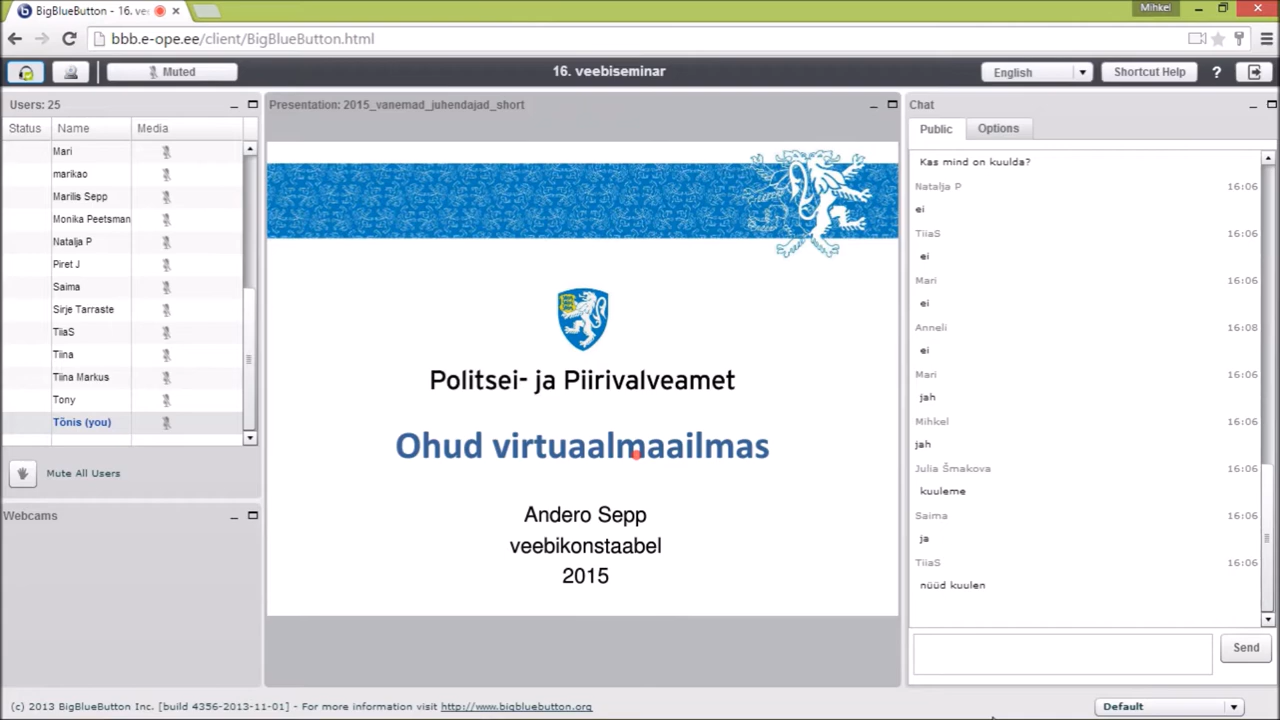 Mihkel
BigBlueButton - 16. ve
bbb.e-ope.ee/client/BigBlueButton.html
Muted
16. veebiseminar
English
Shortcut Help
?
Users: 25
Status Name Media
Mari
marikao
Marilis Sepp
Monika Peetsman
Natalja P
Piret J
Saima
Sirje Tarraste
TiiaS
Tiina
Tiina Markus
Tony
Tõnis (you)
Mute All Users
Webcams
Presentation: 2015_vanemad_juhendajad_short
Politsei- ja Piirivalveamet
Ohud virtuaalmaailmas
Andero Sepp
veebikonstaabel
2015
Chat
Public Options
Kas mind on kuulda?
Natalja P 16:06
ei
TiiaS 16:06
ei
Mari 16:06
ei
Anneli 16:08
ei
Mari 16:06
jah
Mihkel 16:06
jah
Julia Šmakova 16:06
kuuleme
Saima 16:06
ja
TiiaS 16:06
nüüd kuulen
Send
(c) 2013 BigBlueButton Inc. [build 4356-2013-11-01] - For more information visit http://www.bigbluebutton.org
Default